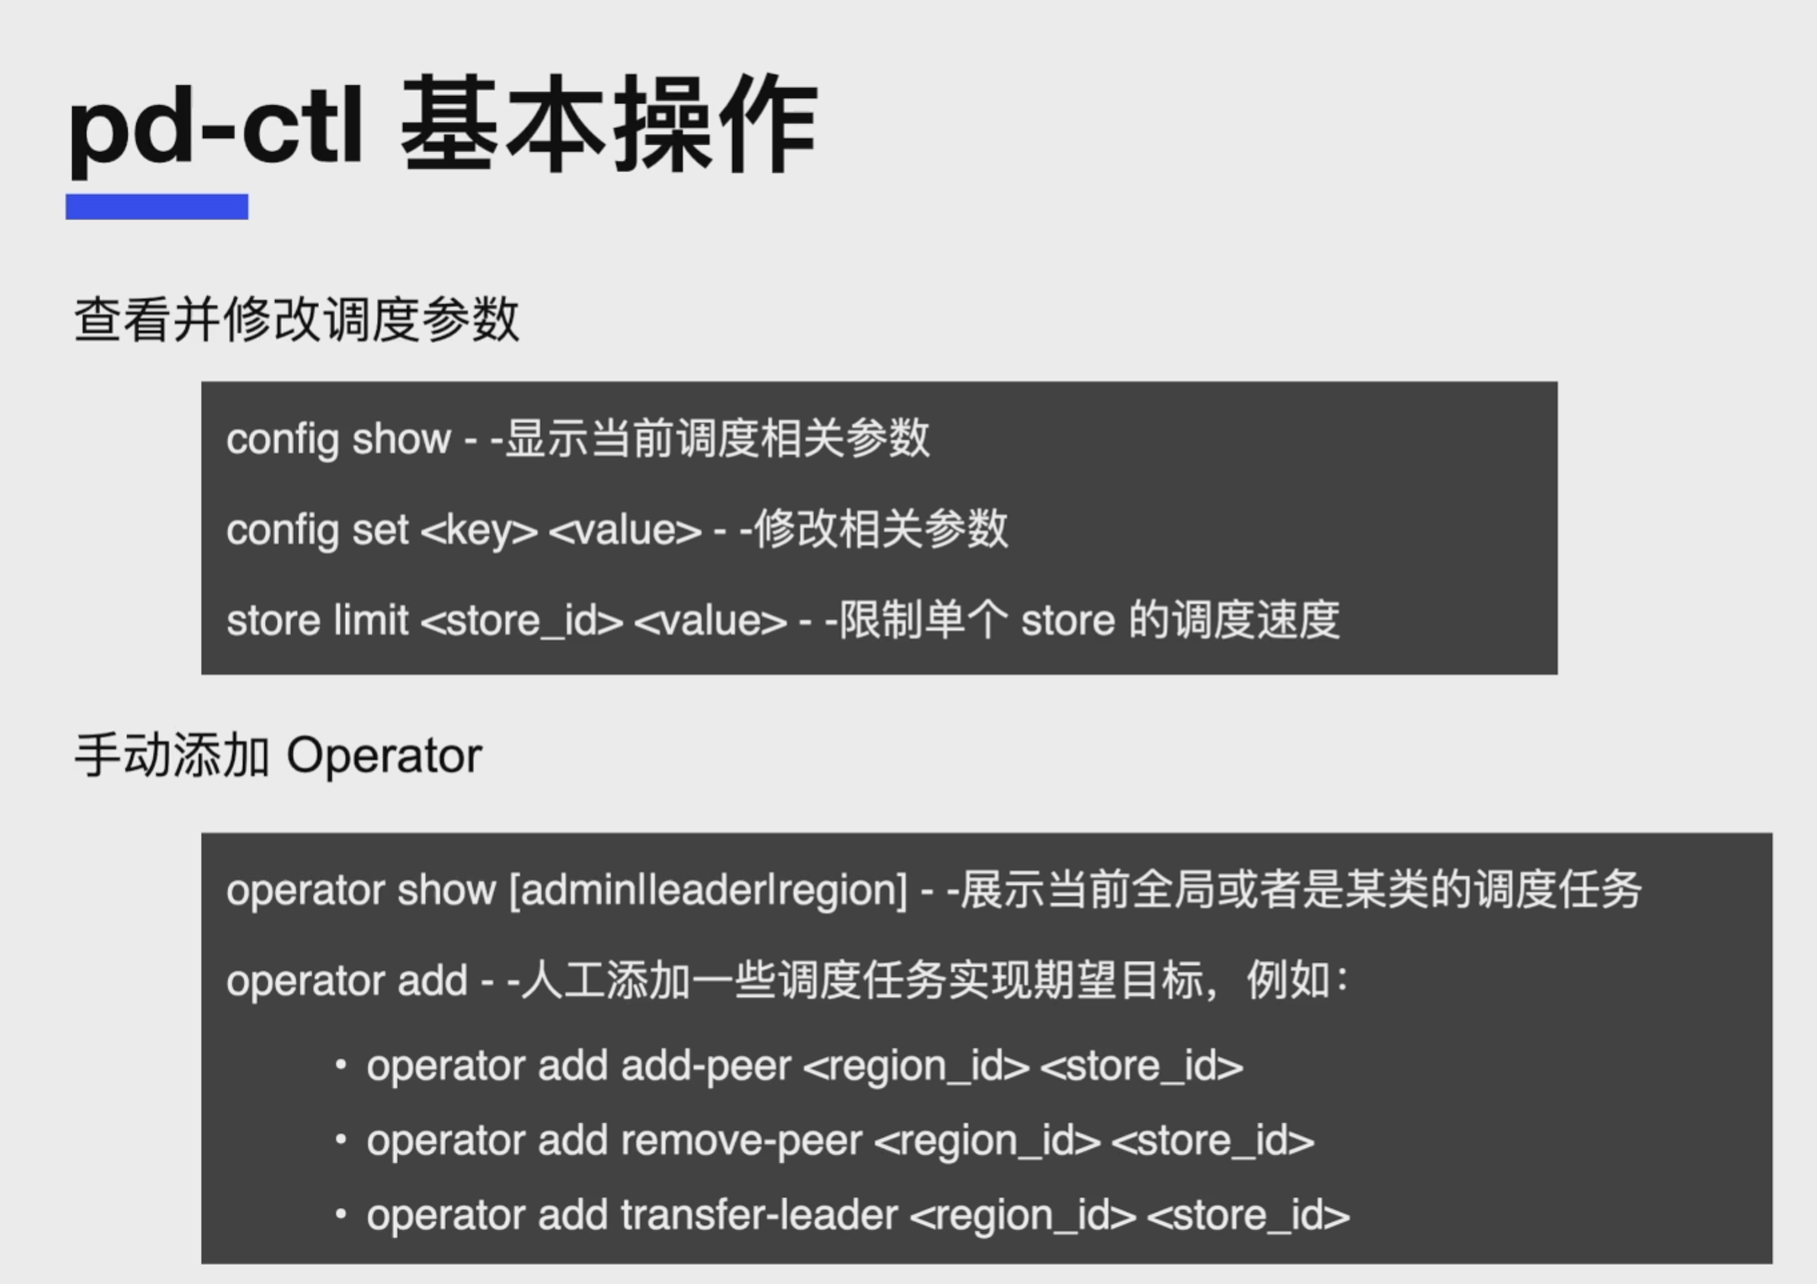 pd-ctl 基本操作
查看并修改调度参数
config show - -显示当前调度相关参数
config set <key> <value> - -修改相关参数
store limit <store_id> <value> - -限制单个 store 的调度速度
手动添加 Operator
operator show [admin|leader|region] - -展示当前全局或者是某类的调度任务
operator add - -人工添加一些调度任务实现期望目标，例如：
• operator add add-peer <region_id> <store_id>
• operator add remove-peer <region_id> <store_id>
• operator add transfer-leader <region_id> <store_id>